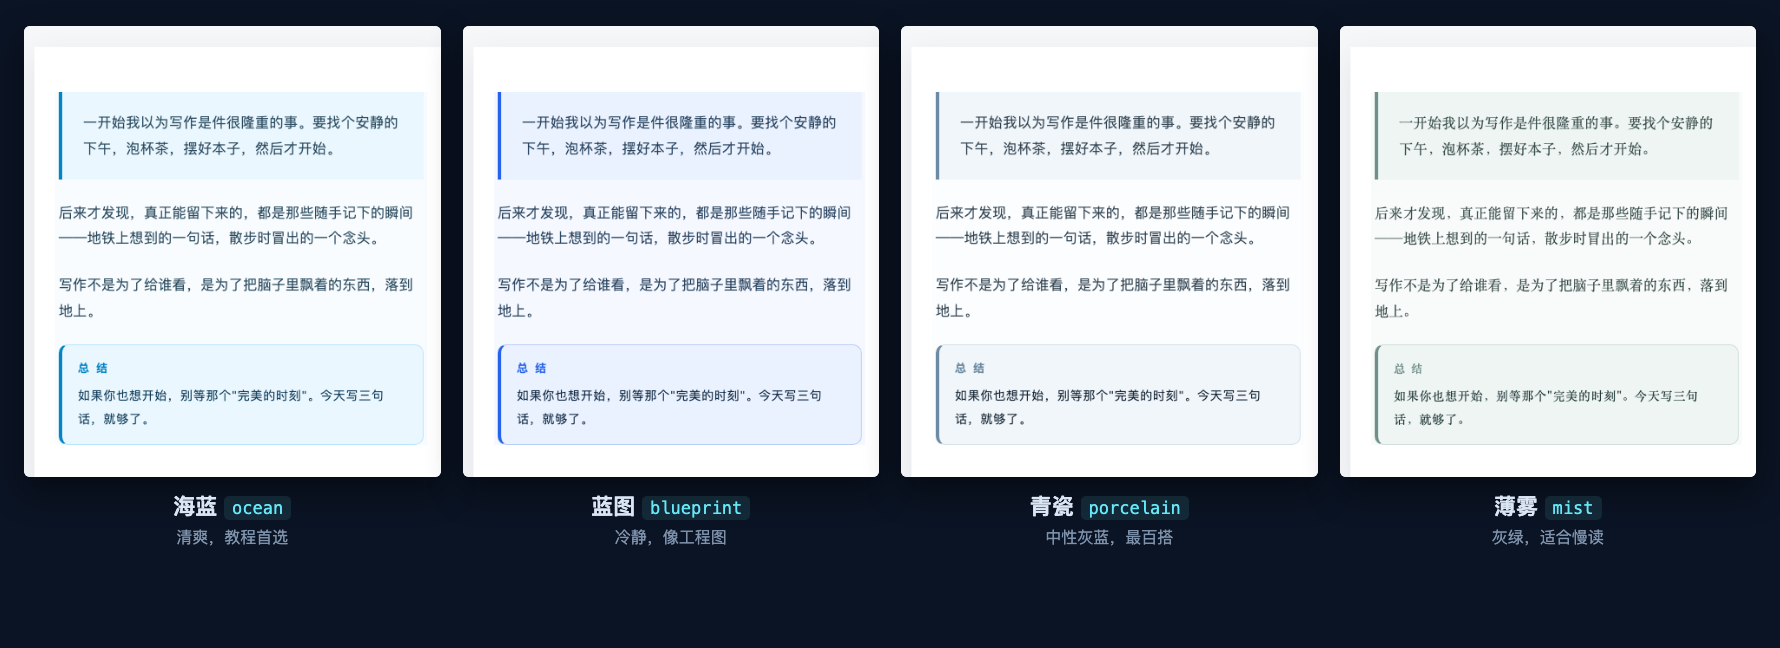 一开始我以为写作是件很隆重的事。要找个安静的
下午，泡杯茶，摆好本子，然后才开始。
后来才发现，真正能留下来的，都是那些随手记下的瞬间
——地铁上想到的一句话，散步时冒出的一个念头。
写作不是为了给谁看，是为了把脑子里飘着的东西，落到
地上。
总结
如果你也想开始，别等那个"完美的时刻"。今天写三句
话，就够了。
海蓝 ocean
清爽，教程首选
一开始我以为写作是件很隆重的事。要找个安静的
下午，泡杯茶，摆好本子，然后才开始。
后来才发现，真正能留下来的，都是那些随手记下的瞬间
——地铁上想到的一句话，散步时冒出的一个念头。
写作不是为了给谁看，是为了把脑子里飘着的东西，落到
地上。
总结
如果你也想开始，别等那个"完美的时刻"。今天写三句
话，就够了。
蓝图 blueprint
冷静，像工程图
一开始我以为写作是件很隆重的事。要找个安静的
下午，泡杯茶，摆好本子，然后才开始。
后来才发现，真正能留下来的，都是那些随手记下的瞬间
——地铁上想到的一句话，散步时冒出的一个念头。
写作不是为了给谁看，是为了把脑子里飘着的东西，落到
地上。
总结
如果你也想开始，别等那个"完美的时刻"。今天写三句
话，就够了。
青瓷 porcelain
中性灰蓝，最百搭
一开始我以为写作是件很隆重的事。要找个安静的
下午，泡杯茶，摆好本子，然后才开始。
后来才发现，真正能留下来的，都是那些随手记下的瞬间
——地铁上想到的一句话，散步时冒出的一个念头。
写作不是为了给谁看，是为了把脑子里飘着的东西，落到
地上。
总结
如果你也想开始，别等那个"完美的时刻"。今天写三句
话，就够了。
薄雾 mist
灰绿，适合慢读